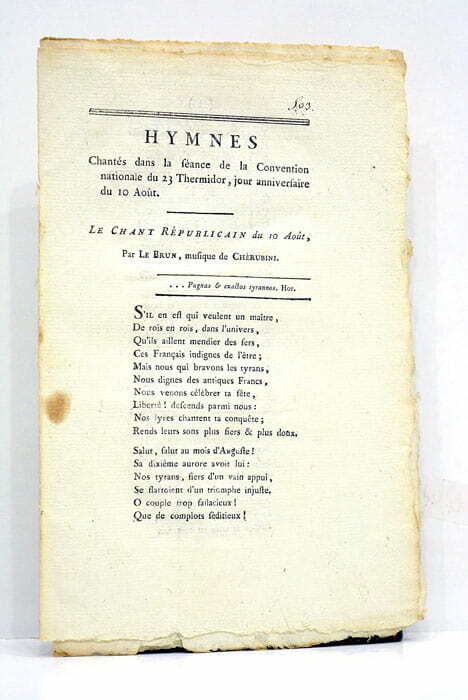 HYMNES
Chantés dans la ſéance de la Convention
nationale du 23 Thermidor, jour anniverſaire
du 10 Août.
LE CHANT RÉPUBLICAIN du 10 Août,
Par LE BRUN, muſique de CHÉRUBINI.
... Pugnas & exactos tyrannos. Hor.
S'IL en eſt qui veulent un maître,
De rois en rois, dans l'univers,
Qu'ils aillent mendier des fers,
Ces Français indignes de l'être;
Mais nous qui bravons les tyrans,
Nous dignes des antiques Francs,
Nous venons célébrer ta fête,
Liberté! deſcends parmi nous:
Nos lyres chantent ta conquête;
Rends leurs sons plus fiers & plus doux.
Salut, ſalut au mois d'Auguſte!
Sa dixième aurore avoit lui:
Nos tyrans, fiers d'un vain appui,
Se flattoient d'un triomphe injuſte.
O couple trop fallacieux!
Que de complots ſéditieux!